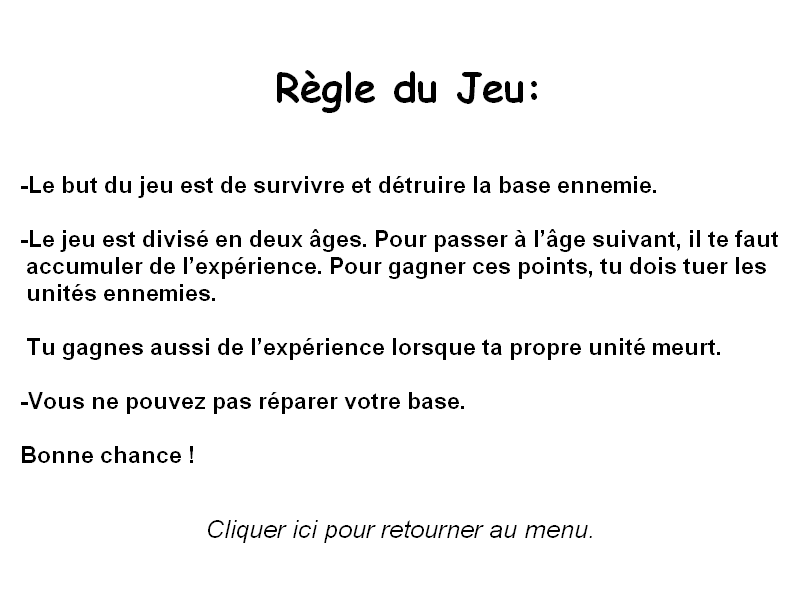 Règle du Jeu:
-Le but du jeu est de survivre et détruire la base ennemie.
-Le jeu est divisé en deux âges. Pour passer à l’âge suivant, il te faut
accumuler de l’expérience. Pour gagner ces points, tu dois tuer les
unités ennemies.
Tu gagnes aussi de l’expérience lorsque ta propre unité meurt.
-Vous ne pouvez pas réparer votre base.
Bonne chance !
Cliquer ici pour retourner au menu.